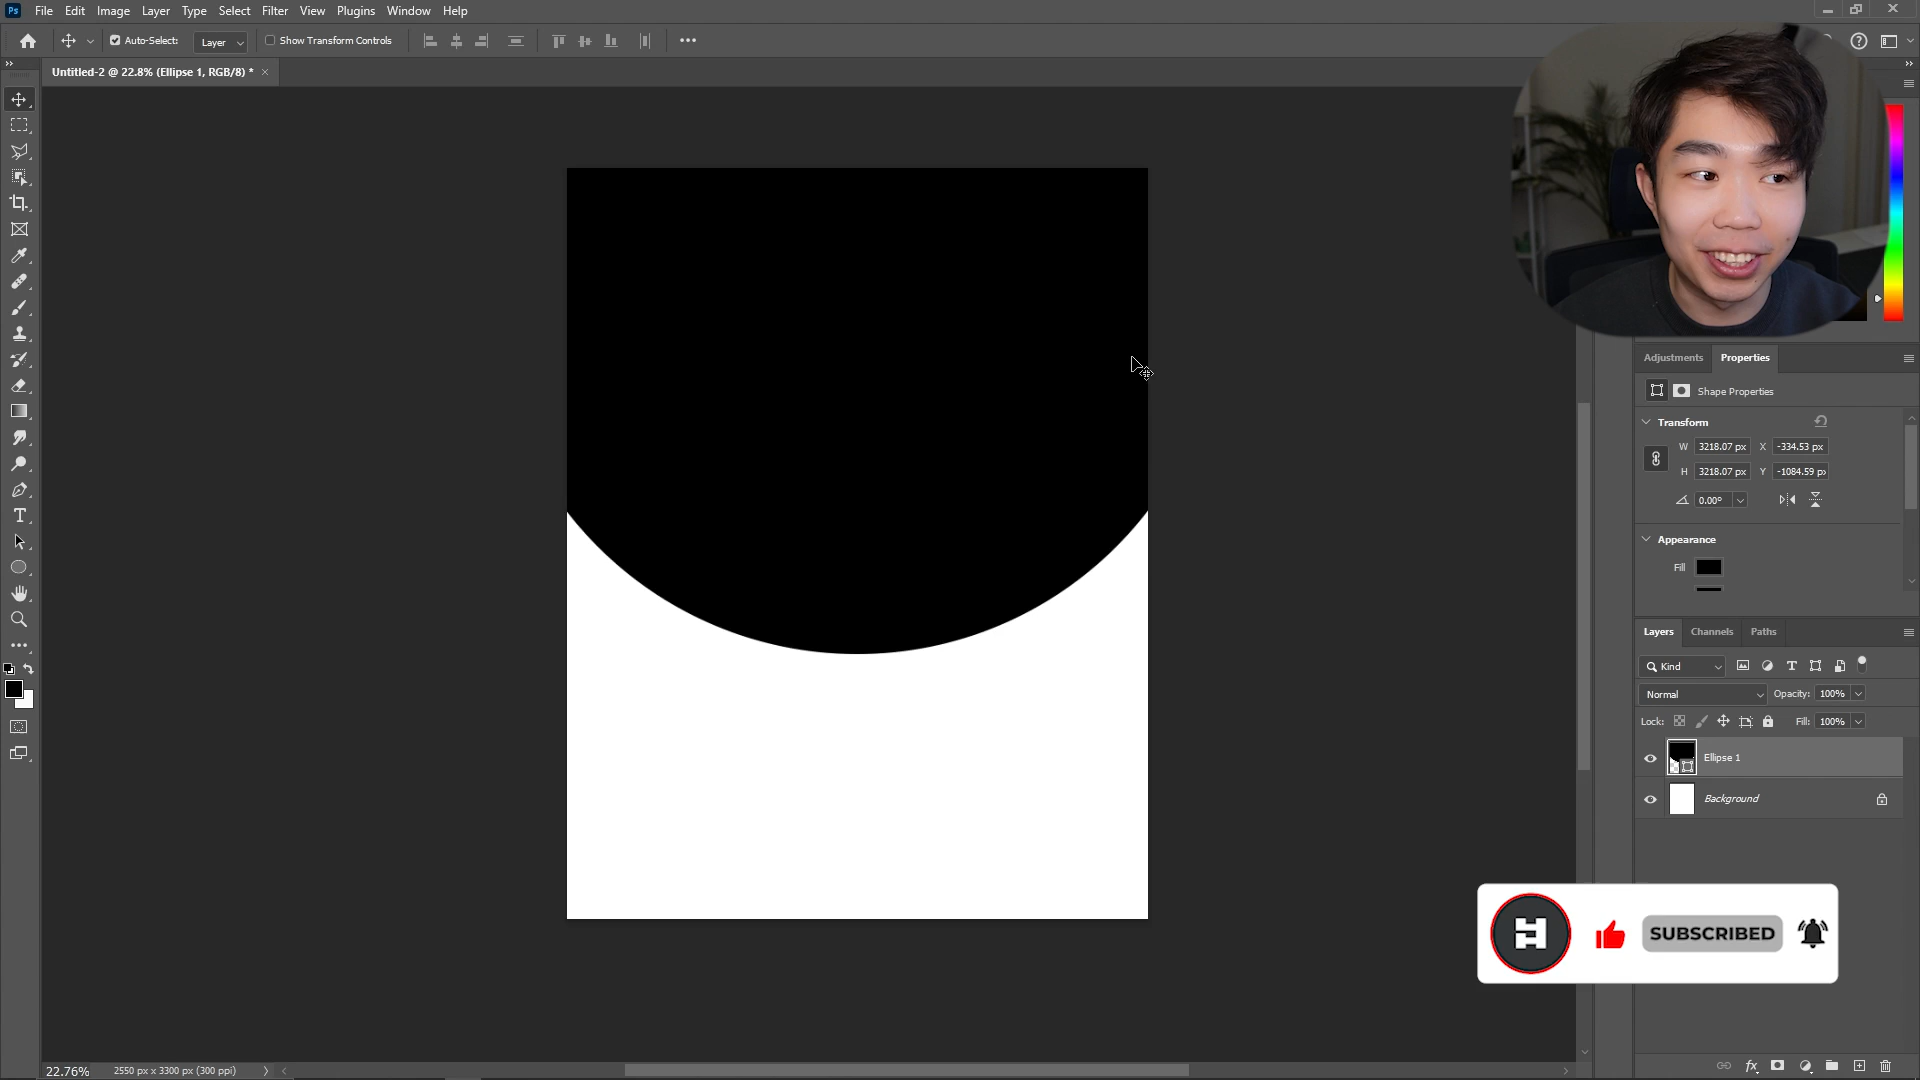 Ps File Edit Image Layer Type Select Filter View Plugins Window Help
Auto-Select: Layer Show Transform Controls
Untitled-2 @ 22.8% (Ellipse 1, RGB/8) *
Adjustments Properties
Shape Properties
Transform
W 3218.07 px X -334.53 px
H 3218.07 px Y -1084.59 px
0.00°
Appearance
Fill
Layers Channels Paths
Kind
Normal Opacity: 100%
Lock: Fill: 100%
Ellipse 1
Background
SUBSCRIBED
fx
22.76% 2550 px x 3300 px (300 ppi)